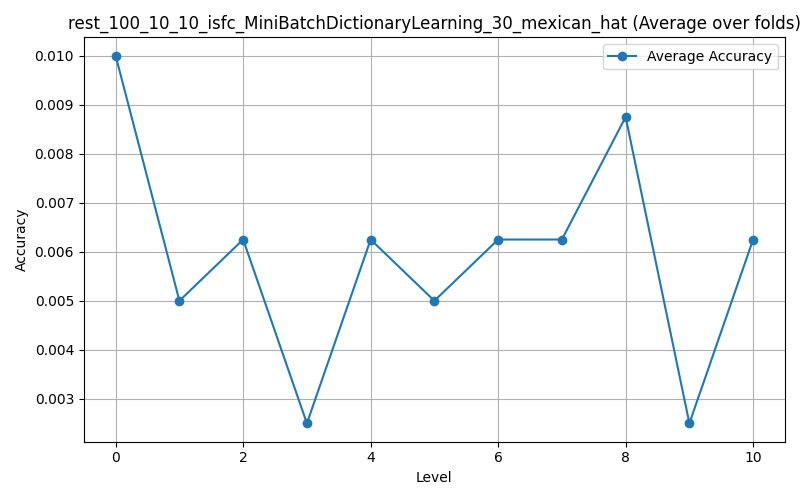 rest_100_10_10_isfc_MiniBatchDictionaryLearning_30_mexican_hat (Average over folds)
Average Accuracy
0.010
0.009
0.008
0.007
0.006
0.005
0.004
0.003
Accuracy
0 2 4 6 8 10
Level